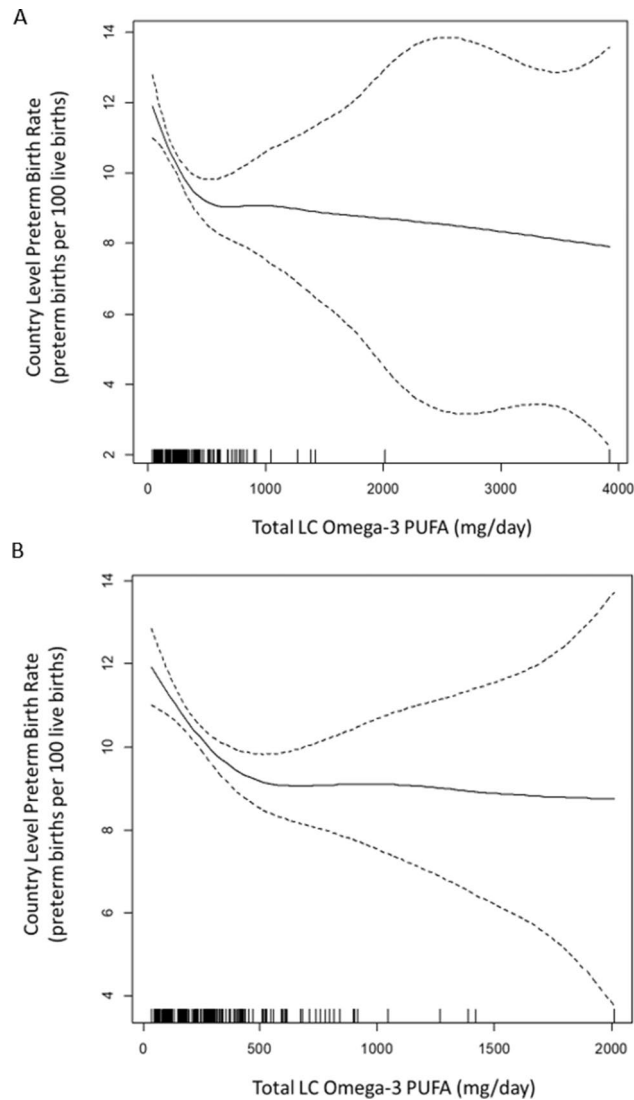 A
14
12
10
8
6
4
2
Country Level Preterm Birth Rate
(preterm births per 100 live births)
0 1000 2000 3000 4000
Total LC Omega-3 PUFA (mg/day)
B
14
12
10
8
6
4
Country Level Preterm Birth Rate
(preterm births per 100 live births)
0 500 1000 1500 2000
Total LC Omega-3 PUFA (mg/day)